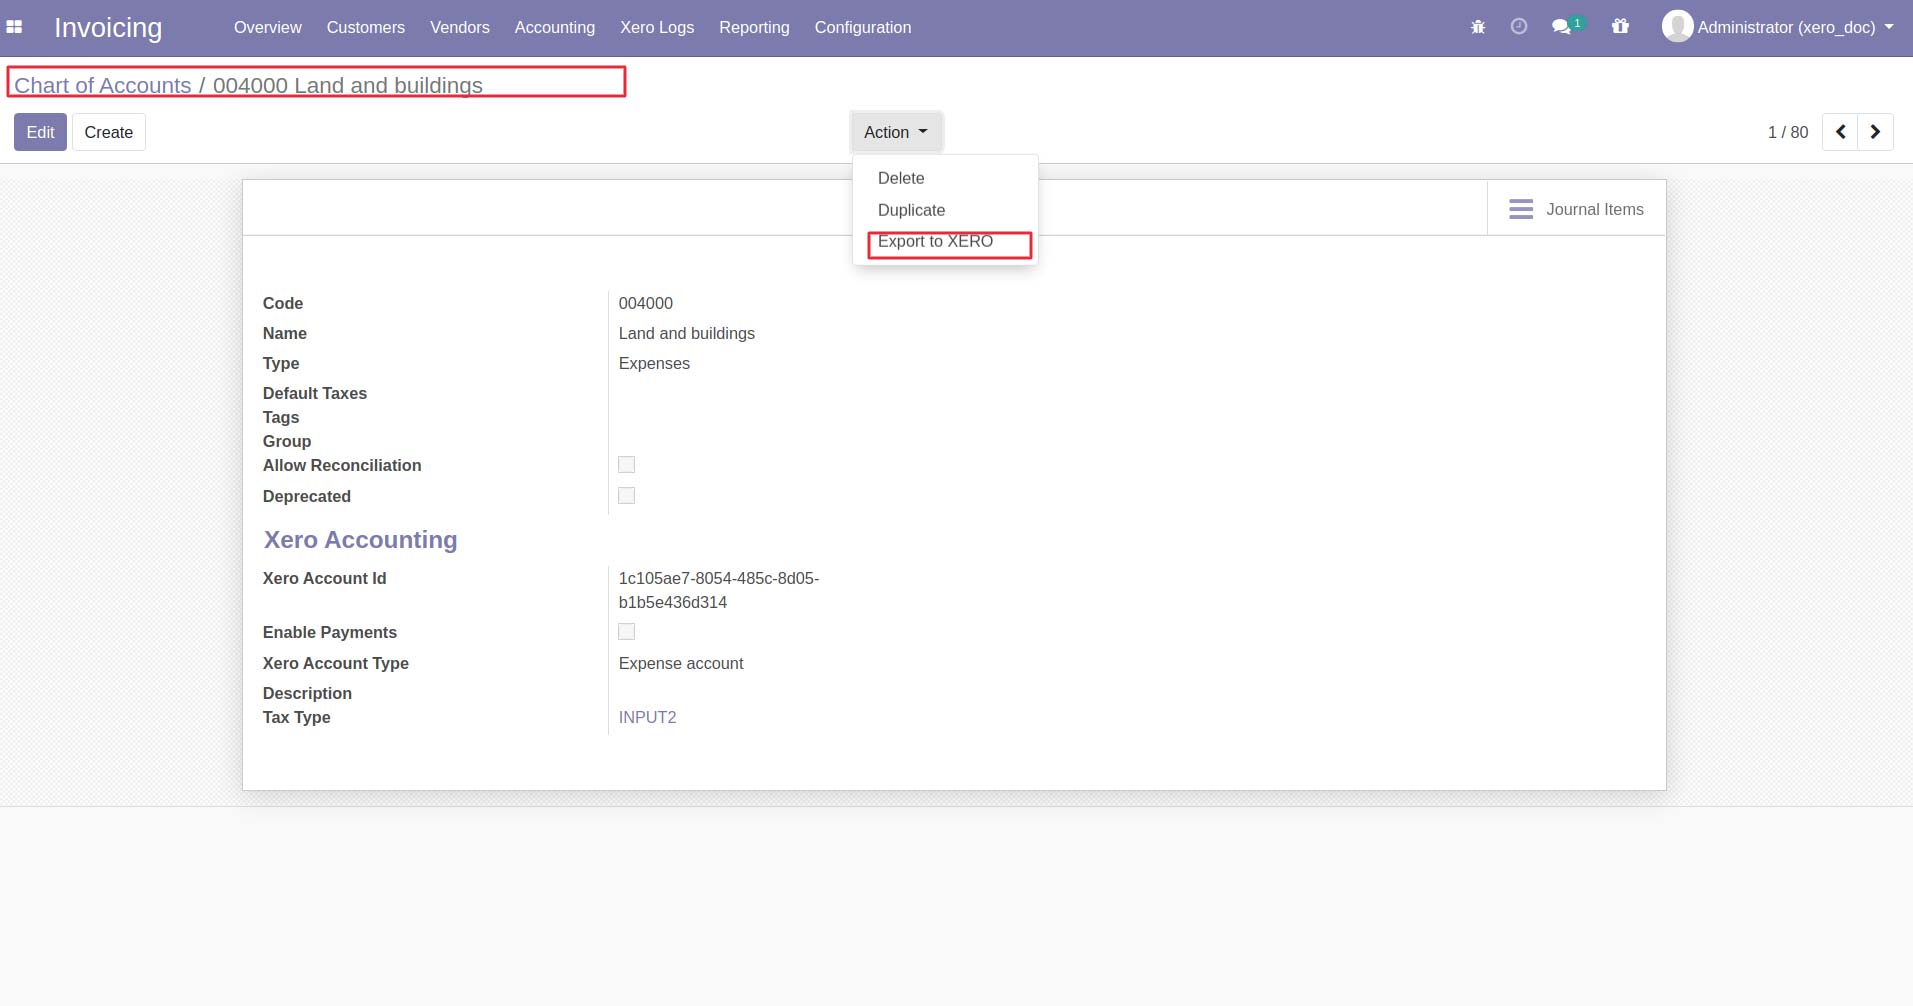 Invoicing Overview Customers Vendors Accounting Xero Logs Reporting Configuration 1 Administrator (xero_doc)
Chart of Accounts / 004000 Land and buildings
Edit Create Action 1 / 80
Delete
Duplicate
Journal Items
Export to XERO
Code 004000
Name Land and buildings
Type Expenses
Default Taxes
Tags
Group
Allow Reconciliation
Deprecated
Xero Accounting
Xero Account Id 1c105ae7-8054-485c-8d05-
b1b5e436d314
Enable Payments
Xero Account Type Expense account
Description
Tax Type INPUT2